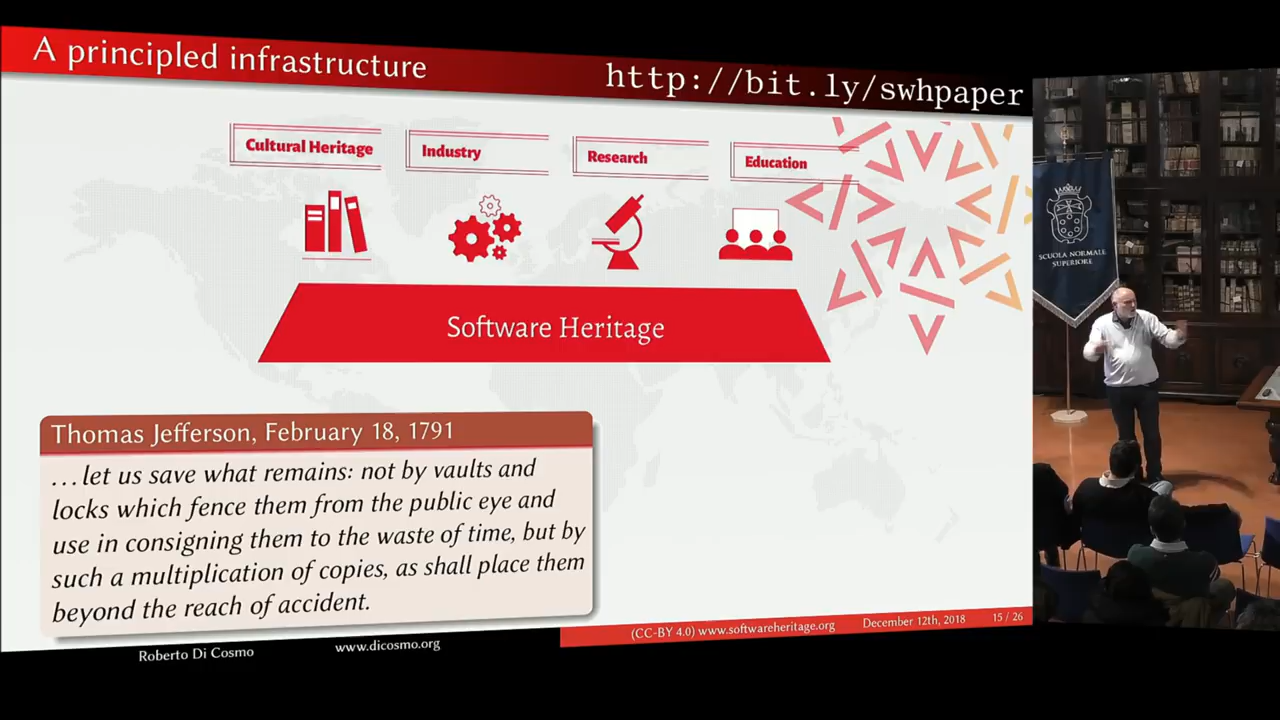 A principled infrastructure
http://bit.ly/swhpaper
Cultural Heritage
Industry
Research
Education
Software Heritage
Thomas Jefferson, February 18, 1791
...let us save what remains: not by vaults and
locks which fence them from the public eye and
use in consigning them to the waste of time, but by
such a multiplication of copies, as shall place them
beyond the reach of accident.
Roberto Di Cosmo
www.dicosmo.org
(CC-BY 4.0) www.softwareheritage.org
December 12th, 2018
15 / 26
SCUOLA NORMALE
SUPERIORE